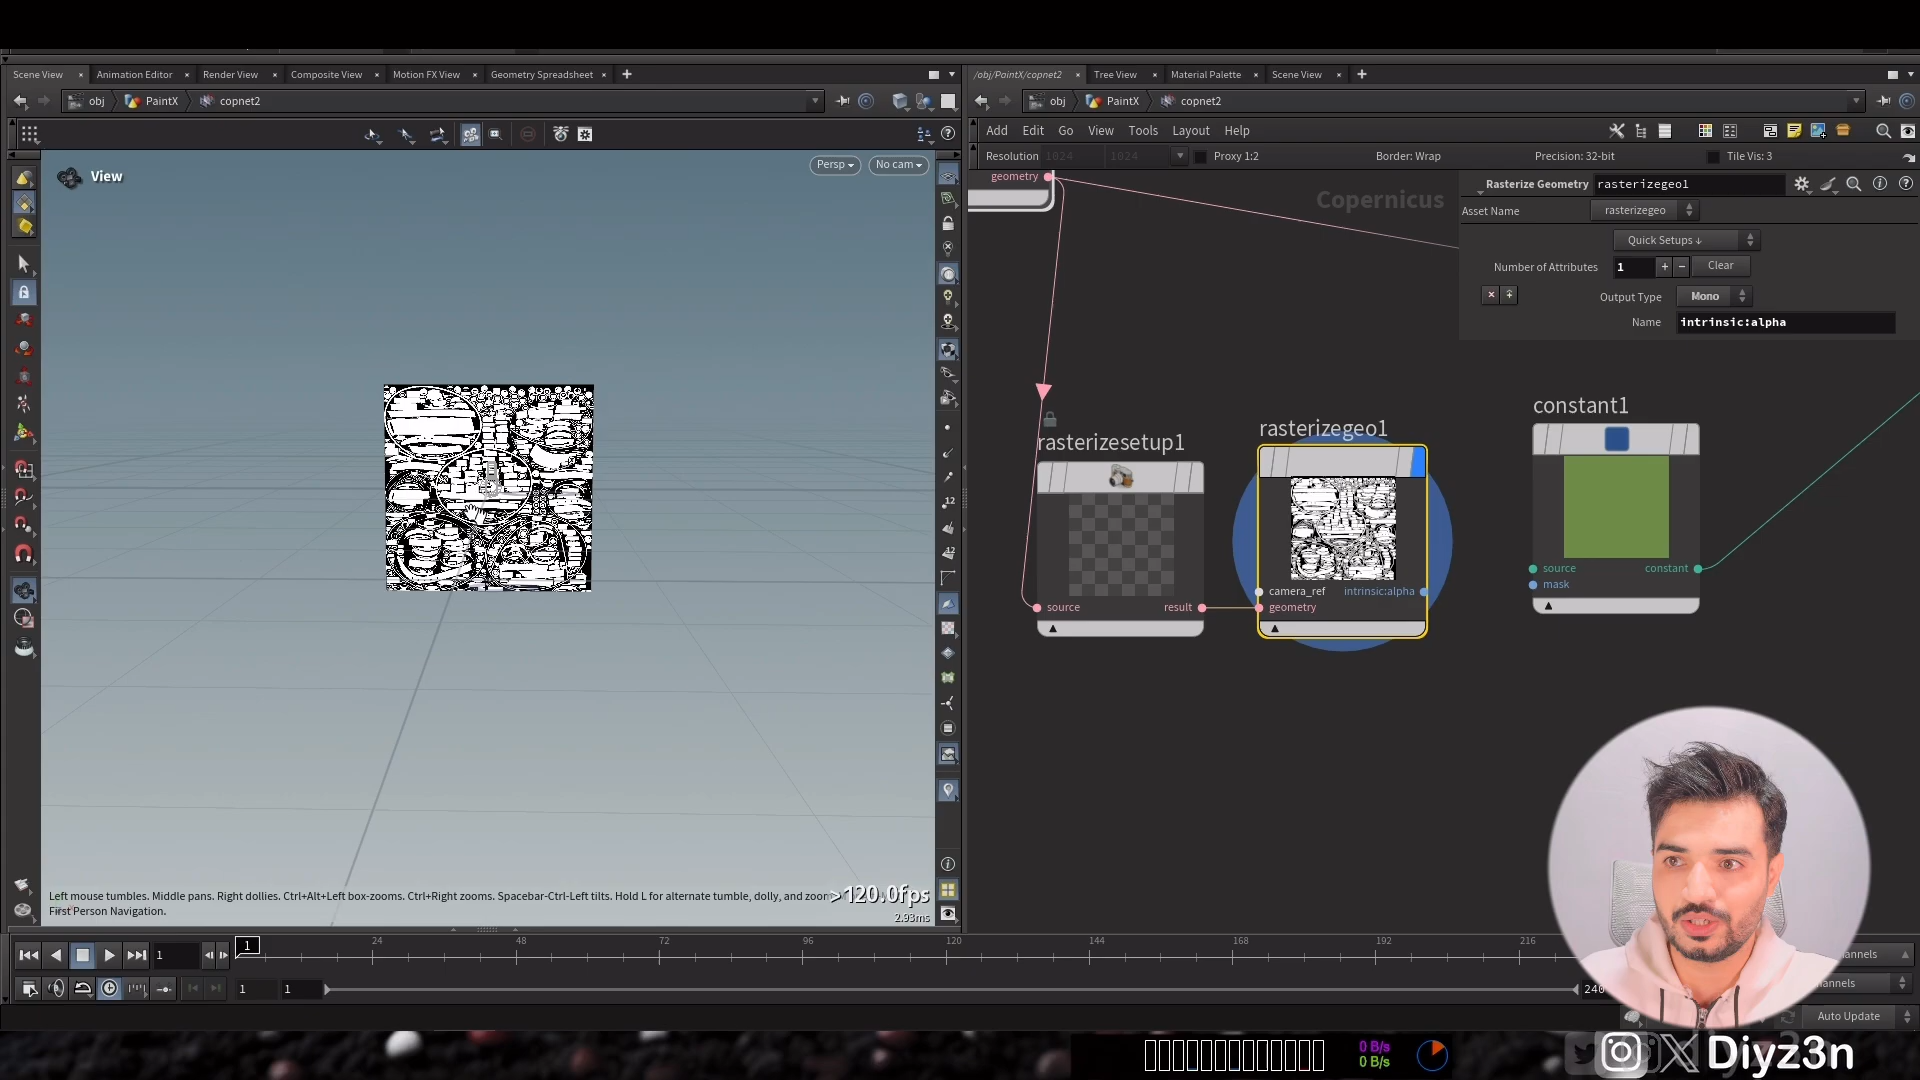 Scene View × Animation Editor × Render View × Composite View × Motion FX View × Geometry Spreadsheet × +
/obj/PaintX/copnet2 × Tree View × Material Palette × Scene View × +
obj PaintX copnet2
obj PaintX copnet2
Add Edit Go View Tools Layout Help
Resolution 1024 1024 Proxy 1:2 Border: Wrap Precision: 32-bit Tile Vis: 3
View
Persp
No cam
geometry
Copernicus
Rasterize Geometry rasterizegeo1
Asset Name rasterizegeo
Quick Setups ↓
Number of Attributes 1 + − Clear
Output Type Mono
Name intrinsic:alpha
rasterizesetup1
source result
rasterizegeo1
camera_ref intrinsic:alpha
geometry
constant1
source constant
mask
12
12
Left mouse tumbles. Middle pans. Right dollies. Ctrl+Alt+Left box-zooms. Ctrl+Right zooms. Spacebar-Ctrl-Left tilts. Hold L for alternate tumble, dolly, and zoom
First Person Navigation.
>120.0fps
2.93ms
1
1 24 48 72 96 120 144 168 192 216
1 1 240
hannels
hannels
Auto Update
0 B/s
0 B/s
Diyz3n